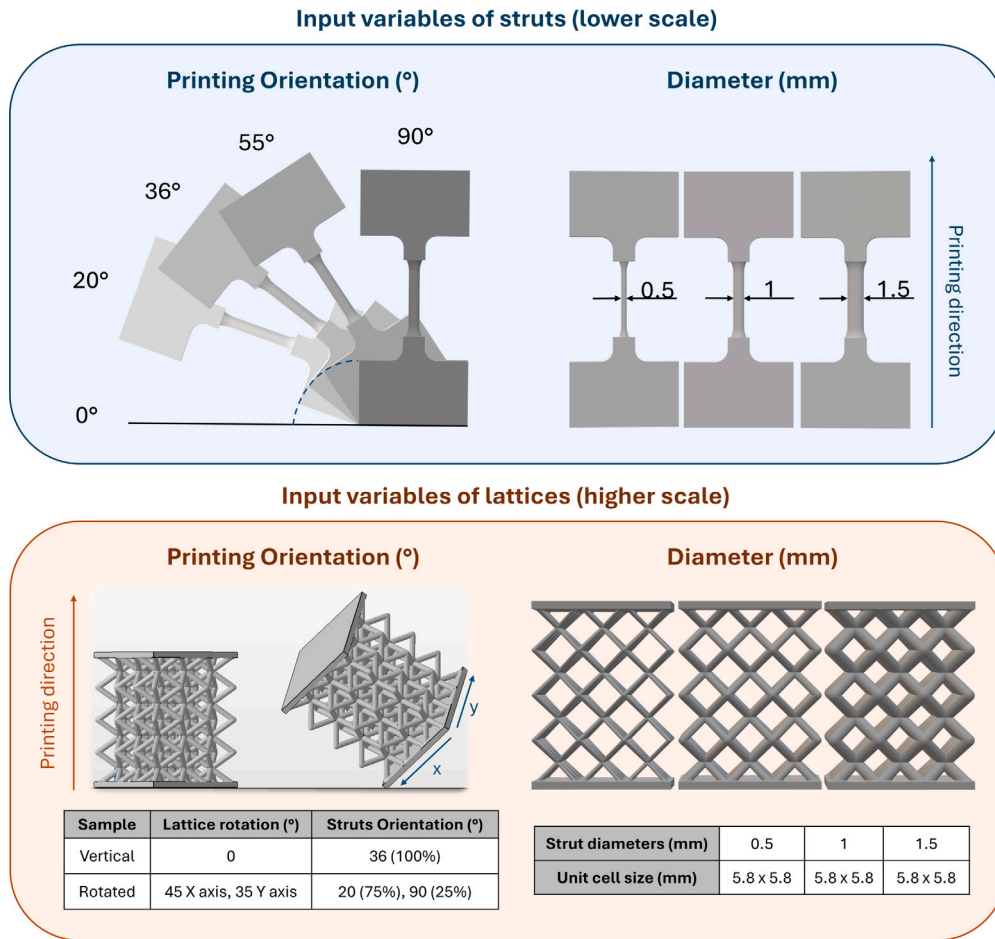 Input variables of struts (lower scale)
Printing Orientation (°)
Diameter (mm)
90°
55°
36°
20°
0°
0.5
1
1.5
Printing direction
Input variables of lattices (higher scale)
Printing Orientation (°)
Diameter (mm)
Printing direction
y
x
Sample Lattice rotation (°) Struts Orientation (°)
Vertical 0 36 (100%)
Rotated 45 X axis, 35 Y axis 20 (75%), 90 (25%)
Strut diameters (mm) 0.5 1 1.5
Unit cell size (mm) 5.8 x 5.8 5.8 x 5.8 5.8 x 5.8